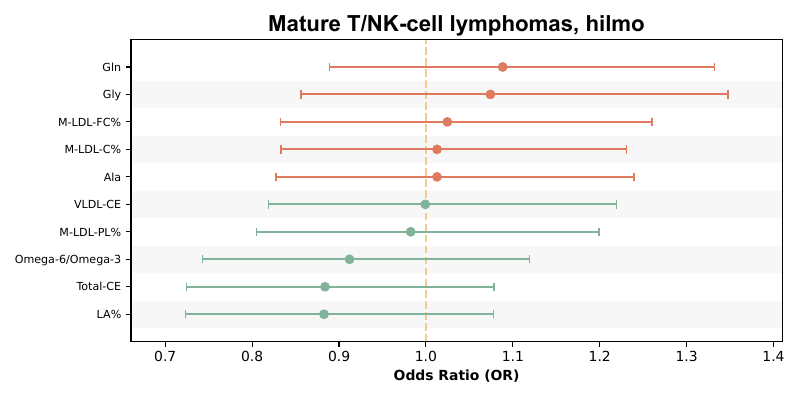 Mature T/NK-cell lymphomas, hilmo
Gln
Gly
M-LDL-FC%
M-LDL-C%
Ala
VLDL-CE
M-LDL-PL%
Omega-6/Omega-3
Total-CE
LA%
0.7 0.8 0.9 1.0 1.1 1.2 1.3 1.4
Odds Ratio (OR)